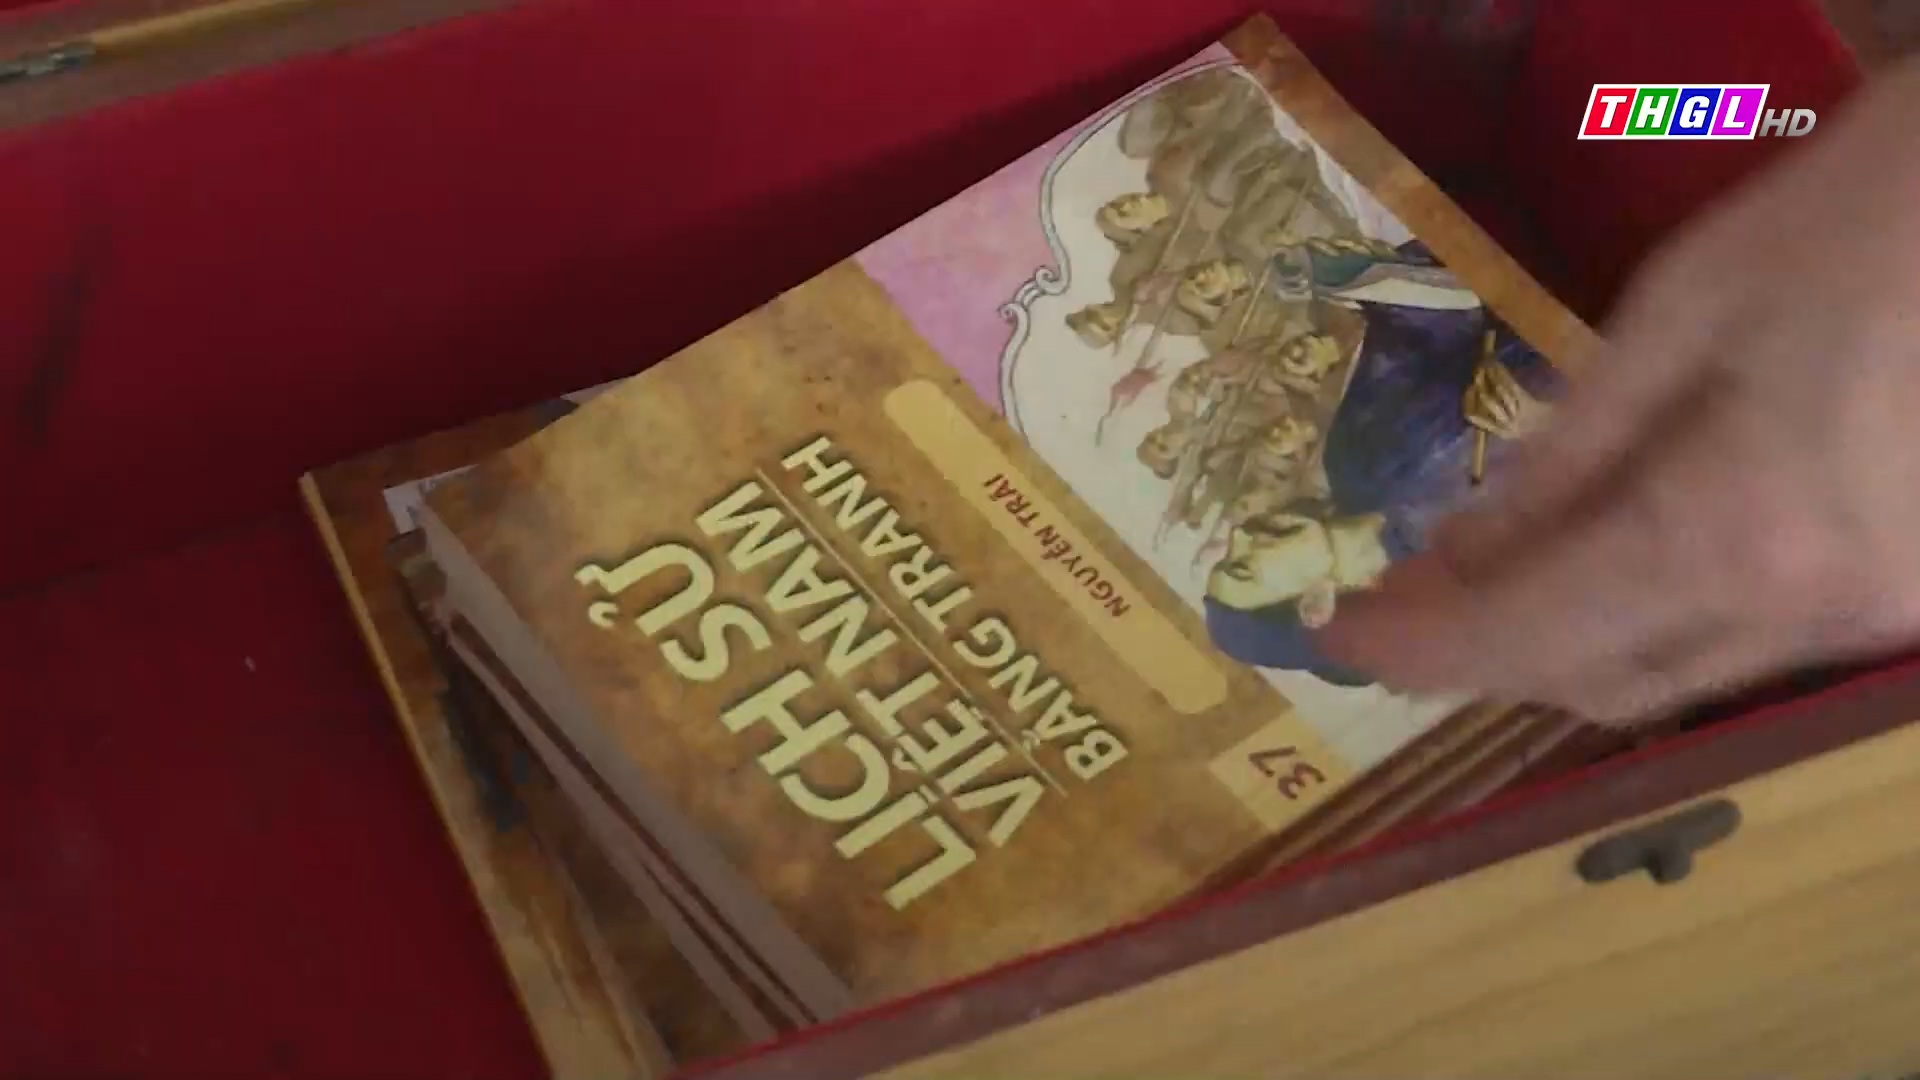 THGL HD
LỊCH SỬ
VIỆT NAM
BẰNG TRANH
NGUYỄN TRÃI
37